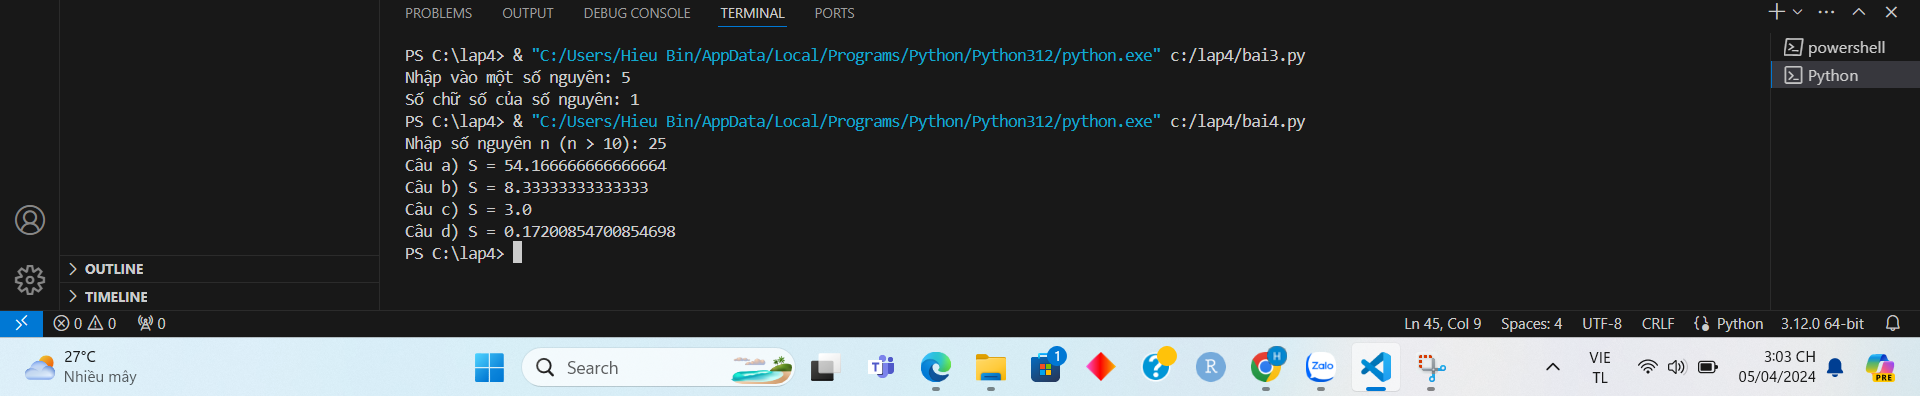 PROBLEMS OUTPUT DEBUG CONSOLE TERMINAL PORTS
PS C:\lap4> & "C:/Users/Hieu Bin/AppData/Local/Programs/Python/Python312/python.exe" c:/lap4/bai3.py
Nhập vào một số nguyên: 5
Số chữ số của số nguyên: 1
PS C:\lap4> & "C:/Users/Hieu Bin/AppData/Local/Programs/Python/Python312/python.exe" c:/lap4/bai4.py
Nhập số nguyên n (n > 10): 25
Câu a) S = 54.166666666666664
Câu b) S = 8.33333333333333
Câu c) S = 3.0
Câu d) S = 0.17200854700854698
PS C:\lap4>
powershell
Python
OUTLINE
TIMELINE
0 0 0 Ln 45, Col 9 Spaces: 4 UTF-8 CRLF Python 3.12.0 64-bit
27°C
Nhiều mây
Search
1
H
Zalo
R
VIE
TL
3:03 CH
05/04/2024
PRE